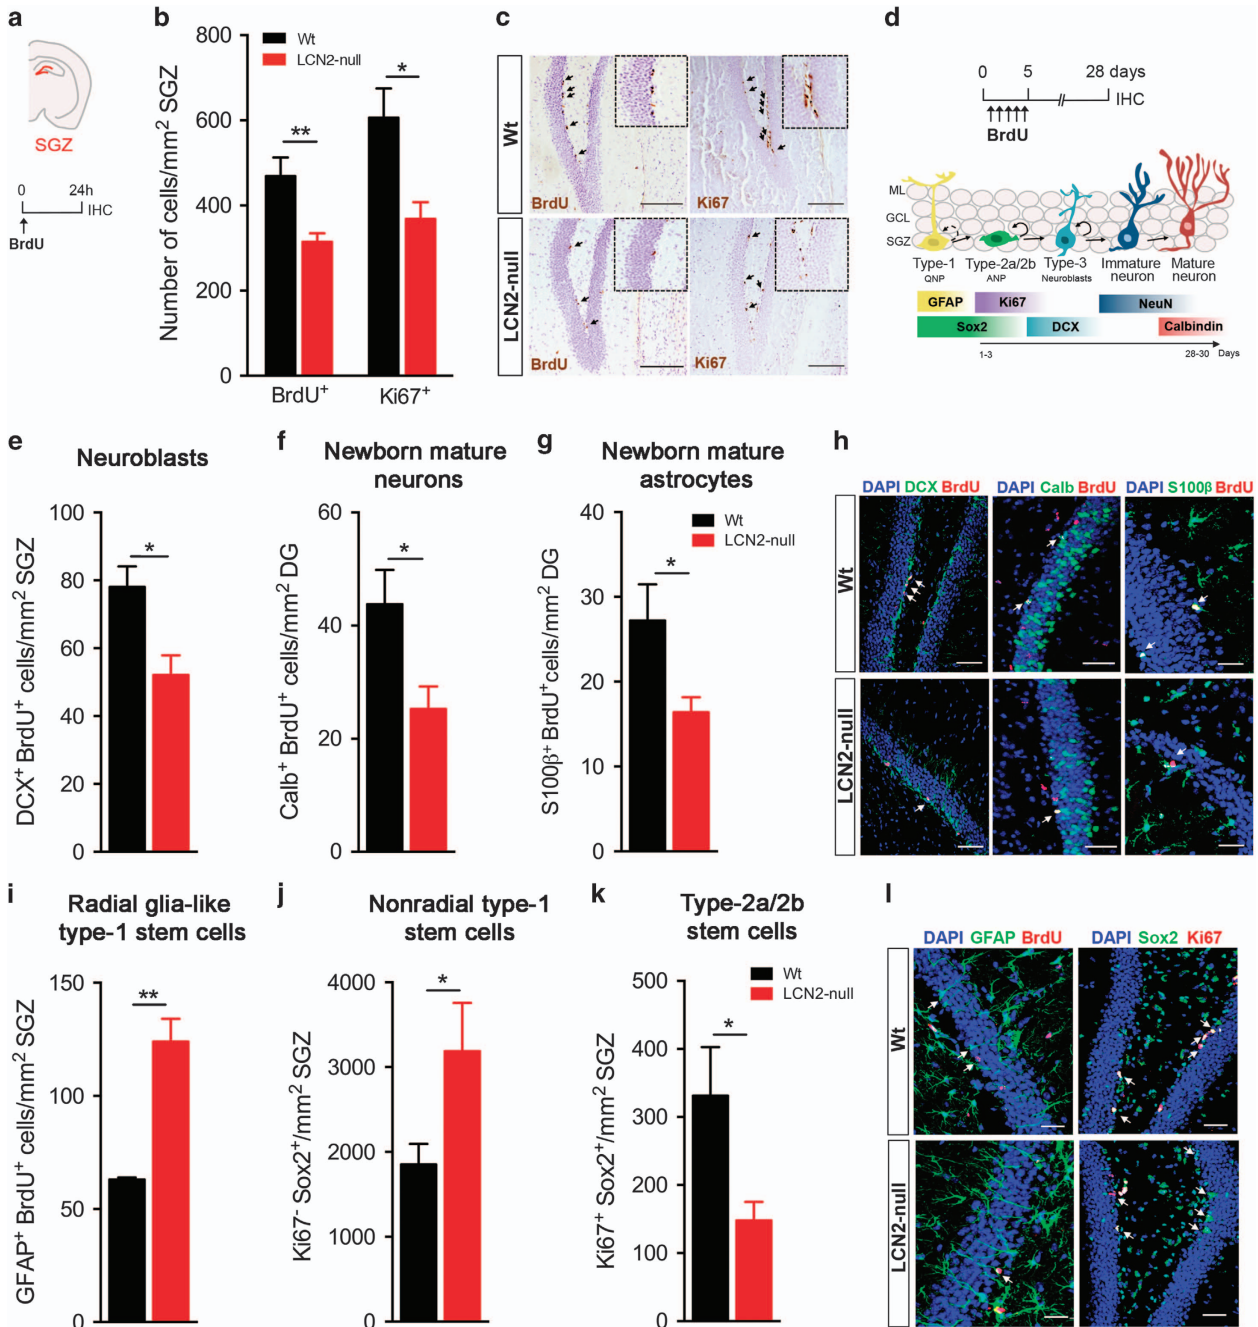 a
SGZ
0 24h
IHC
BrdU
b
Number of cells/mm² SGZ
800
600
400
200
0
Wt
LCN2-null
**
*
BrdU⁺ Ki67⁺
c
Wt
LCN2-null
BrdU Ki67
BrdU Ki67
d
0 5 28 days
IHC
BrdU
ML
GCL
SGZ
Type-1 Type-2a/2b Type-3 Immature Mature
QNP ANP Neuroblasts neuron neuron
GFAP Ki67 NeuN
Sox2 DCX Calbindin
1-3 28-30 Days
e
Neuroblasts
DCX⁺ BrdU⁺ cells/mm² SGZ
100
80
60
40
20
0
*
f
Newborn mature
neurons
Calb⁺ BrdU⁺ cells/mm² DG
60
40
20
0
*
g
Newborn mature
astrocytes
S100β⁺ BrdU⁺ cells/mm² DG
40
30
20
10
0
Wt
LCN2-null
*
h
DAPI DCX BrdU DAPI Calb BrdU DAPI S100β BrdU
Wt
LCN2-null
i
Radial glia-like
type-1 stem cells
GFAP⁺ BrdU⁺ cells/mm² SGZ
150
100
50
0
**
j
Nonradial type-1
stem cells
Ki67⁻ Sox2⁺/mm² SGZ
4000
3000
2000
1000
0
*
k
Type-2a/2b
stem cells
Ki67⁺ Sox2⁺/mm² SGZ
500
400
300
200
100
0
Wt
LCN2-null
*
l
DAPI GFAP BrdU DAPI Sox2 Ki67
Wt
LCN2-null